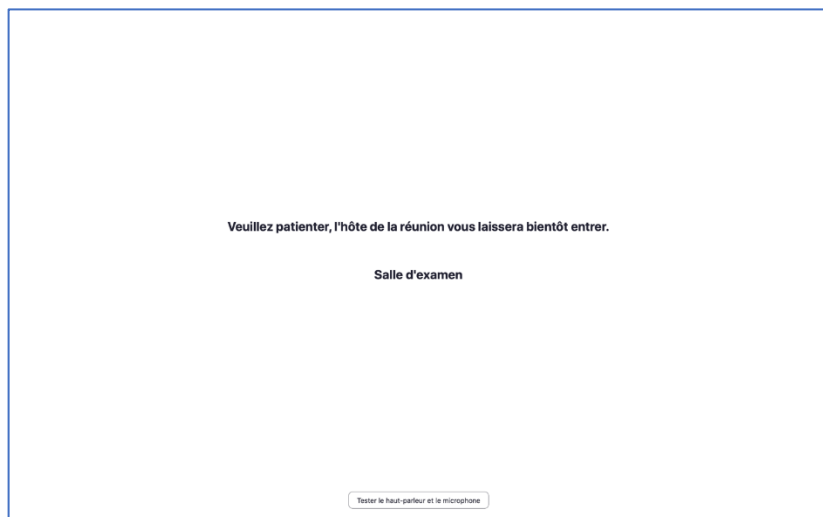 Veuillez patienter, l'hôte de la réunion vous laissera bientôt entrer.
Salle d'examen
Tester le haut-parleur et le microphone